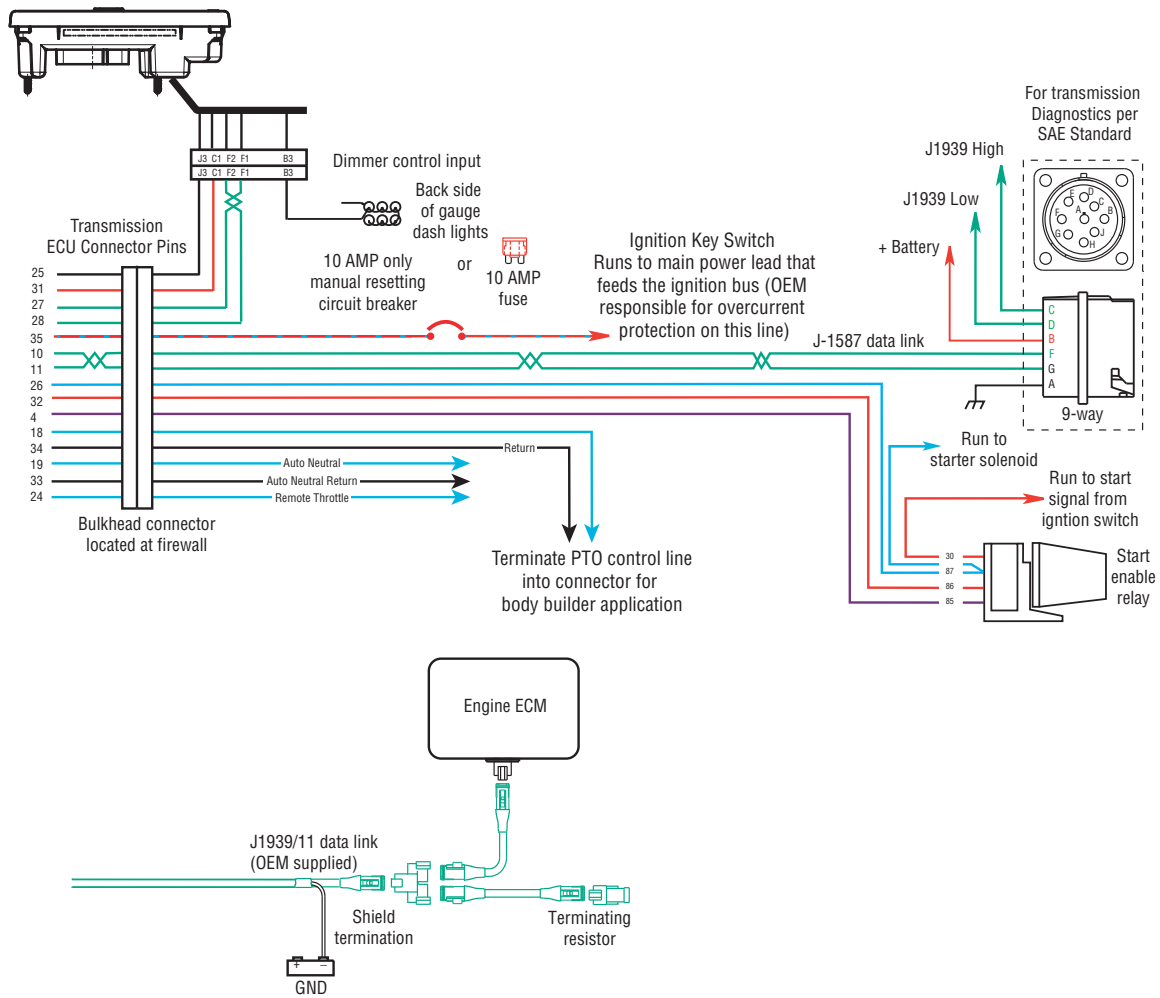 For transmission
Diagnostics per
SAE Standard
J1939 High
J1939 Low
+ Battery
E
D
C
F
A
B
G
J
H
J3 C1 F2 F1 B3
J3 C1 F2 F1 B3
Dimmer control input
Back side
of gauge
dash lights
Transmission
ECU Connector Pins
10 AMP only
manual resetting
circuit breaker
or
10 AMP
fuse
Ignition Key Switch
Runs to main power lead that
feeds the ignition bus (OEM
responsible for overcurrent
protection on this line)
J-1587 data link
25
31
27
28
35
10
11
26
32
4
18
34
19
33
24
C
D
B
F
G
A
9-way
Return
Auto Neutral
Auto Neutral Return
Remote Throttle
Bulkhead connector
located at firewall
Terminate PTO control line
into connector for
body builder application
Run to
starter solenoid
Run to start
signal from
igntion switch
30
87
86
85
Start
enable
relay
Engine ECM
J1939/11 data link
(OEM supplied)
Shield
termination
Terminating
resistor
+ –
GND